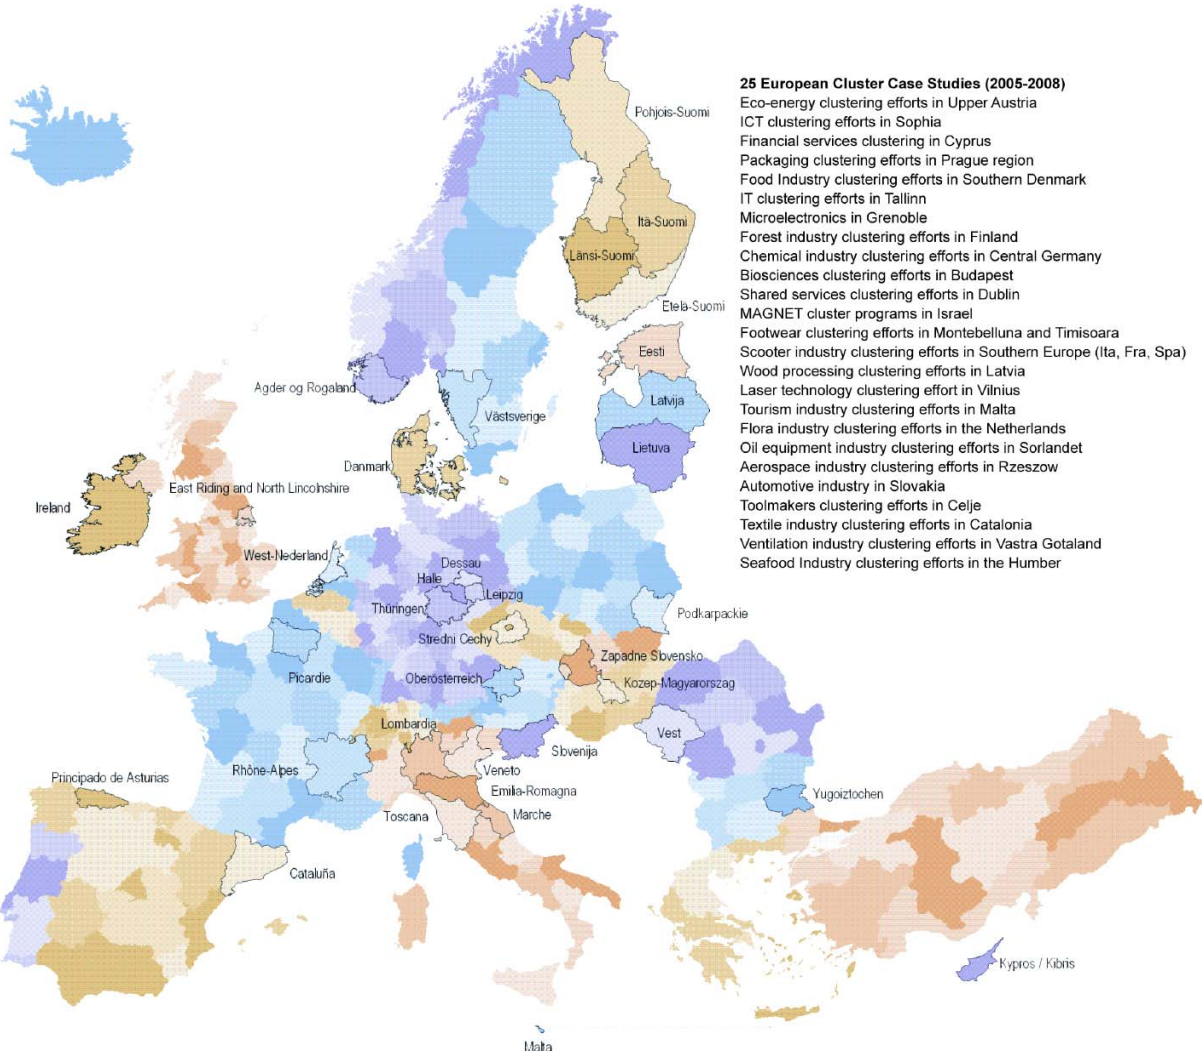 25 European Cluster Case Studies (2005-2008)
Eco-energy clustering efforts in Upper Austria
ICT clustering efforts in Sophia
Financial services clustering in Cyprus
Packaging clustering efforts in Prague region
Food Industry clustering efforts in Southern Denmark
IT clustering efforts in Tallinn
Microelectronics in Grenoble
Forest industry clustering efforts in Finland
Chemical industry clustering efforts in Central Germany
Biosciences clustering efforts in Budapest
Shared services clustering efforts in Dublin
MAGNET cluster programs in Israel
Footwear clustering efforts in Montebelluna and Timisoara
Scooter industry clustering efforts in Southern Europe (Ita, Fra, Spa)
Wood processing clustering efforts in Latvia
Laser technology clustering effort in Vilnius
Tourism industry clustering efforts in Malta
Flora industry clustering efforts in the Netherlands
Oil equipment industry clustering efforts in Sorlandet
Aerospace industry clustering efforts in Rzeszow
Automotive industry in Slovakia
Toolmakers clustering efforts in Celje
Textile industry clustering efforts in Catalonia
Ventilation industry clustering efforts in Vastra Gotaland
Seafood Industry clustering efforts in the Humber
Pohjois-Suomi
Itä-Suomi
Länsi-Suomi
Etelä-Suomi
Eesti
Agder og Rogaland
Latvija
Västsverige
Lietuva
Danmark
East Riding and North Lincolnshire
Ireland
West-Nederland
Dessau
Halle
Leipzig
Thüringen
Podkarpackie
Stredni Cechy
Zapadne Slovensko
Picardie
Oberösterreich
Kozep-Magyarorszag
Lombardia
Vest
Slovenija
Rhône-Alpes
Veneto
Principado de Asturias
Emilia-Romagna
Yugoiztochen
Toscana
Marche
Cataluña
Kypros / Kibris
Malta